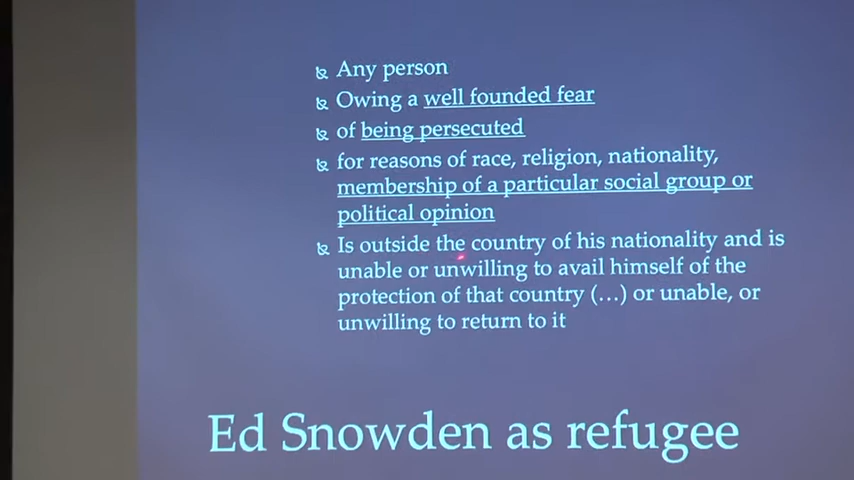 Any person
Owing a well founded fear
of being persecuted
for reasons of race, religion, nationality,
membership of a particular social group or
political opinion
Is outside the country of his nationality and is
unable or unwilling to avail himself of the
protection of that country (…) or unable, or
unwilling to return to it
Ed Snowden as refugee